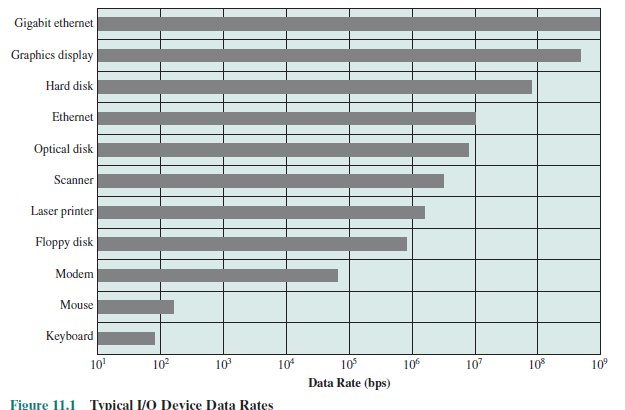 Gigabit ethernet
Graphics display
Hard disk
Ethernet
Optical disk
Scanner
Laser printer
Floppy disk
Modem
Mouse
Keyboard
10¹ 10² 10³ 10⁴ 10⁵ 10⁶ 10⁷ 10⁸ 10⁹
Data Rate (bps)
Figure 11.1 Typical I/O Device Data Rates